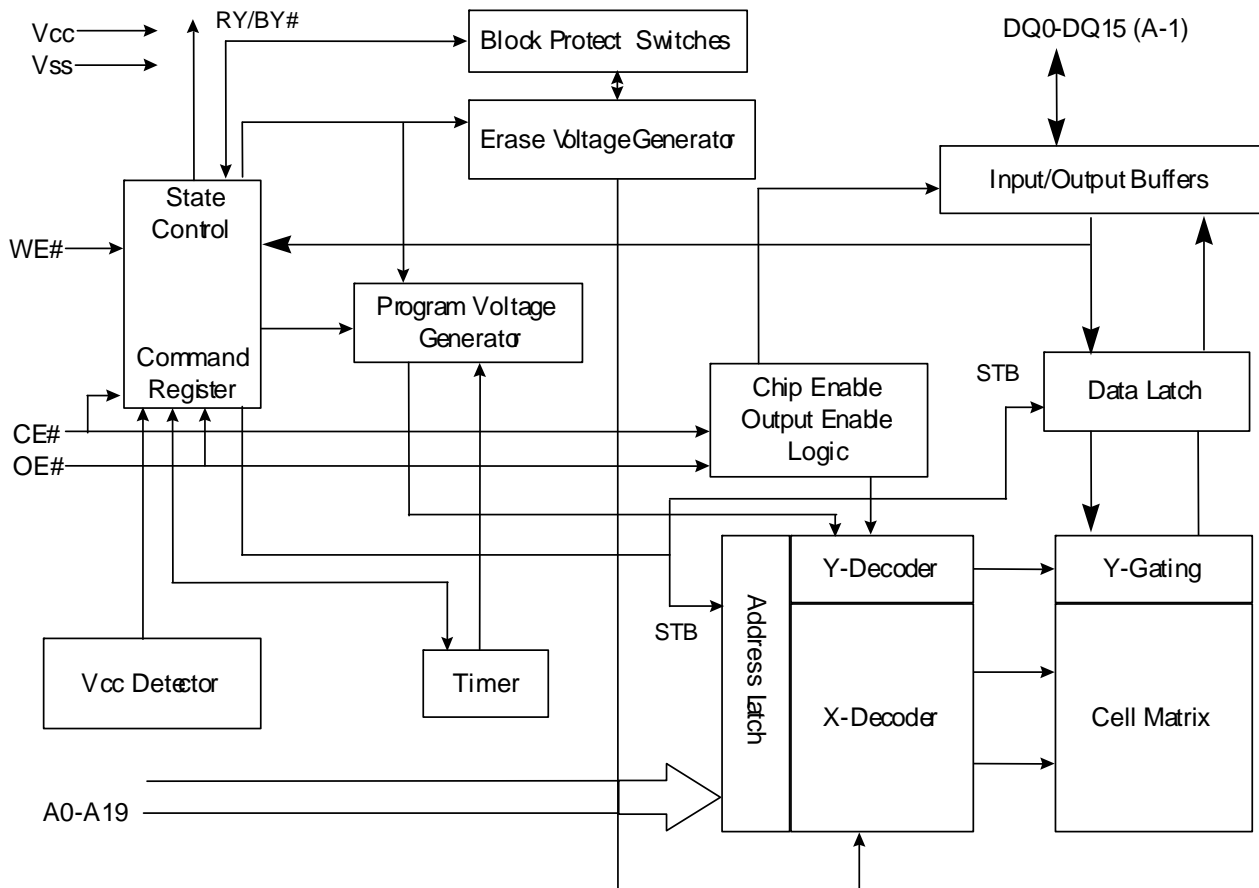 Vcc
Vss
RY/BY#
Block Protect Switches
DQ0-DQ15 (A-1)
Erase Voltage Generator
Input/Output Buffers
State
Control
WE#
Program Voltage
Generator
Command
Register
STB
Data Latch
Chip Enable
Output Enable
Logic
CE#
OE#
Y-Decoder
Y-Gating
STB
Address Latch
Vcc Detector
Timer
X-Decoder
Cell Matrix
A0-A19